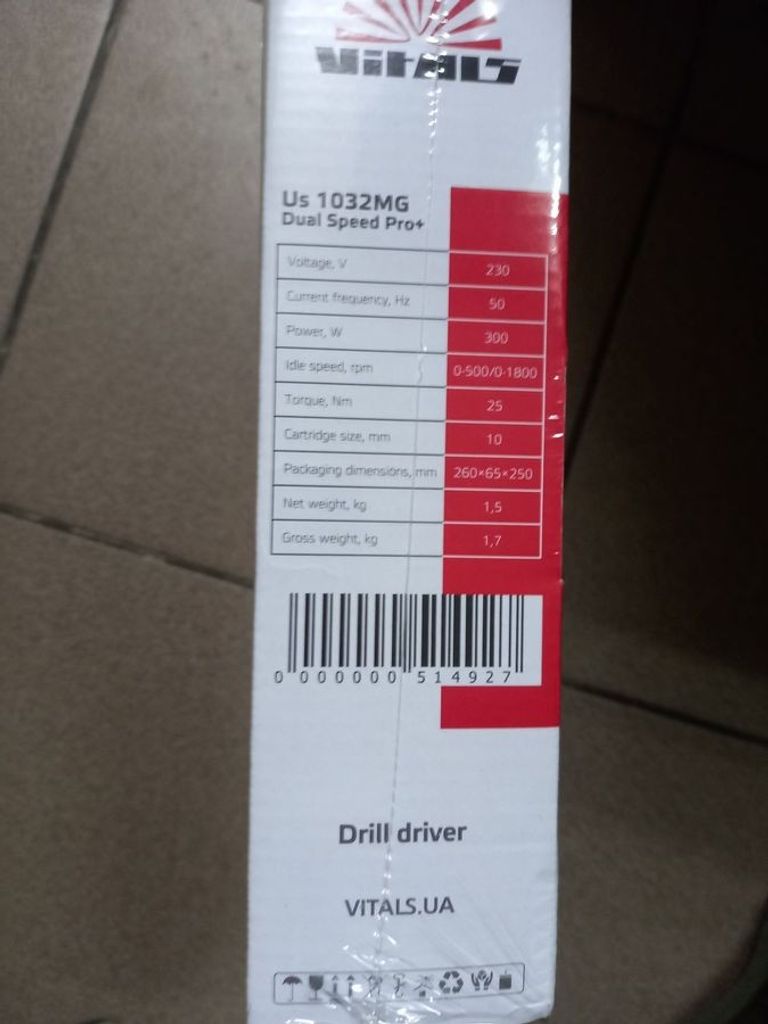 VITALS
Us 1032MG
Dual Speed Pro+
Voltage, V 230
Current frequency, Hz 50
Power, W 300
Idle speed, rpm 0-500/0-1800
Torque, Nm 25
Cartridge size, mm 10
Packaging dimensions, mm 260×65×250
Net weight, kg 1,5
Gross weight, kg 1,7
0 000000 514927
Drill driver
VITALS.UA